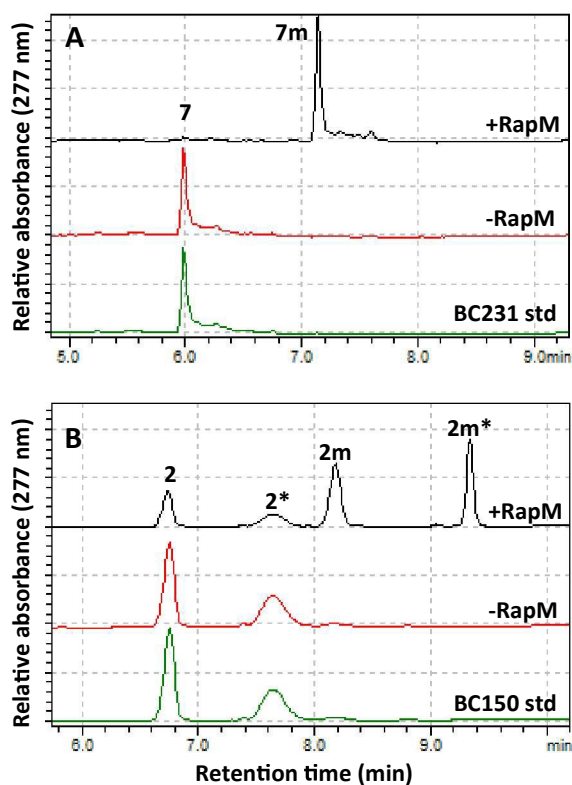 A
Relative absorbance (277 nm)
7m
7
+RapM
-RapM
BC231 std
5.0 6.0 7.0 8.0 9.0min
B
Relative absorbance (277 nm)
2
2*
2m
2m*
+RapM
-RapM
BC150 std
6.0 7.0 8.0 9.0 min
Retention time (min)